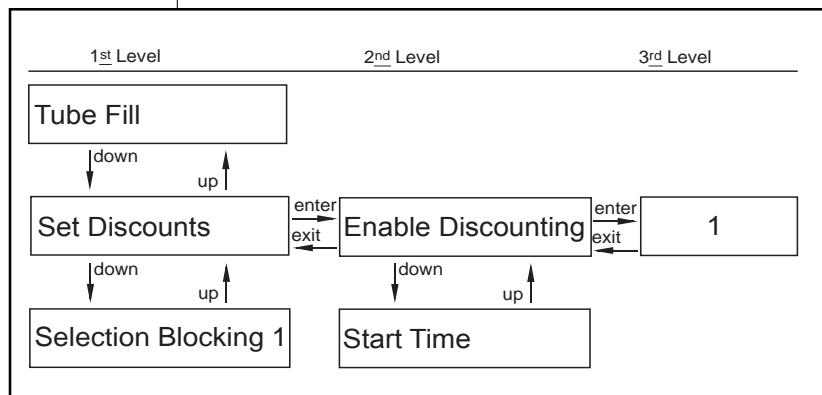 1st Level 2nd Level 3rd Level
Tube Fill
down
up
Set Discounts enter Enable Discounting enter 1
exit exit
down down
up up
Selection Blocking 1 Start Time